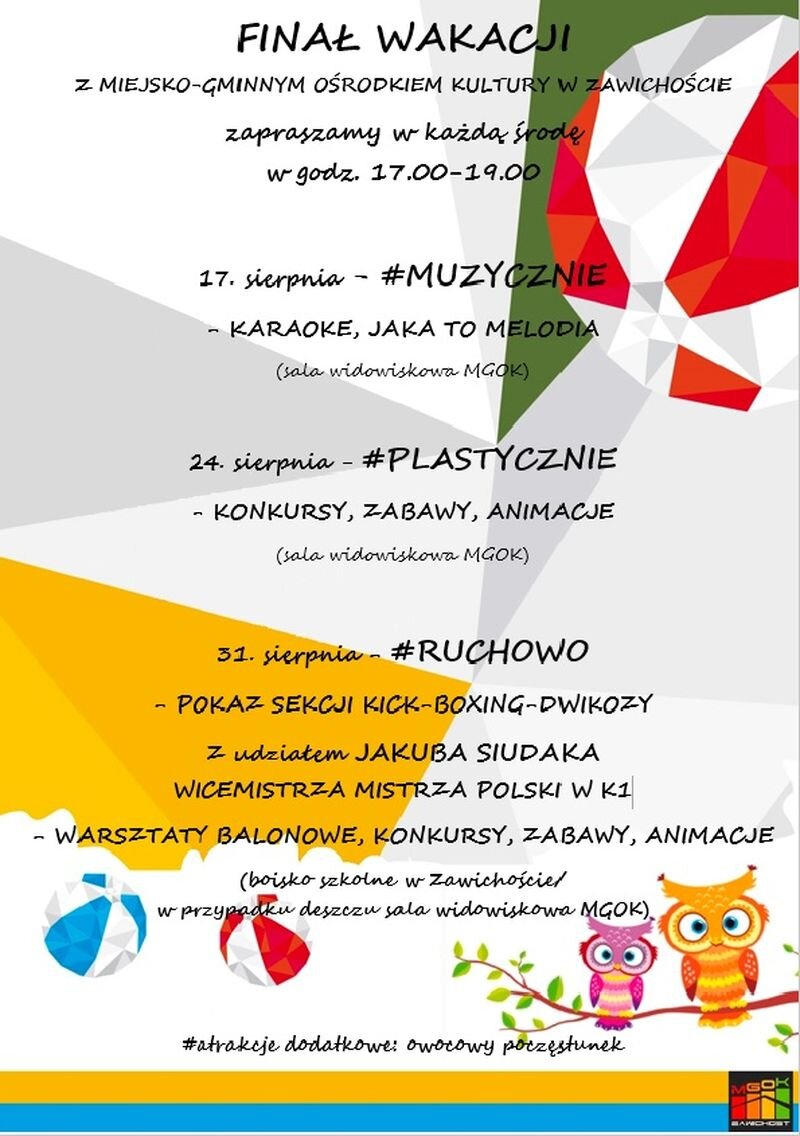 FINAŁ WAKACJI
Z MIEJSKO-GMINNYM OŚRODKIEM KULTURY W ZAWICHOŚCIE
zapraszamy w każdą środę
w godz. 17.00-19.00
17. sierpnia - #MUZYCZNIE
- KARAOKE, JAKA TO MELODIA
(sala widowiskowa MGOK)
24. sierpnia - #PLASTYCZNIE
- KONKURSY, ZABAWY, ANIMACJE
(sala widowiskowa MGOK)
31. sierpnia - #RUCHOWO
- POKAZ SEKCJI KICK-BOXING-DWIKOZY
Z udziałem JAKUBA SIUDAKA
WICEMISTRZA MISTRZA POLSKI W K1
- WARSZTATY BALONOWE, KONKURSY, ZABAWY, ANIMACJE
(boisko szkolne w Zawichoście/
w przypadku deszczu sala widowiskowa MGOK)
#atrakcje dodatkowe: owocowy poczęstunek
MGOK
ZAWICHOST